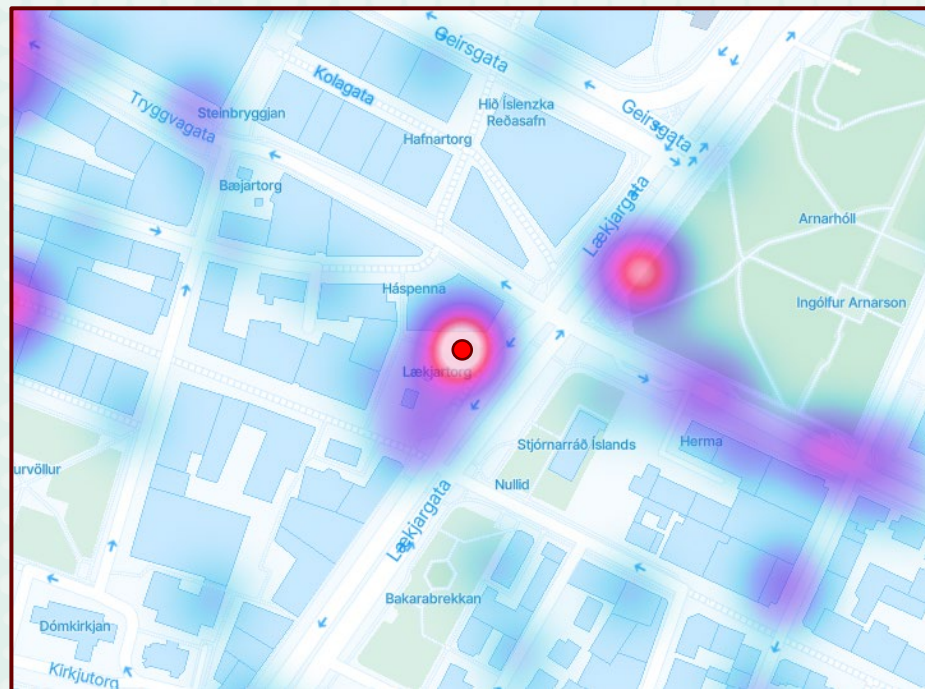 Geirsgata
Kolagata
Tryggvagata
Steinbryggjan
Hið Íslenzka
Reðasafn
Geirsgata
Hafnartorg
Bæjartorg
Lækjargata
Arnarhóll
Háspenna
Ingólfur Arnarson
Lækjartorg
Stjórnarráð Íslands
Herma
urvöllur
Nullid
Lækjargata
Bakarabrekkan
Dómkirkjan
Kirkjutorg